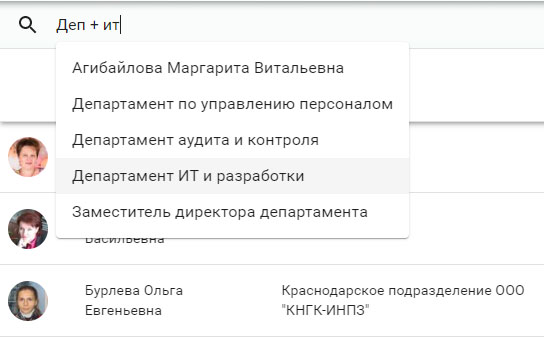 Деп + ит
Агибайлова Маргарита Витальевна
Департамент по управлению персоналом
Департамент аудита и контроля
Департамент ИТ и разработки
Заместитель директора департамента
Васильевна
Бурлева Ольга
Евгеньевна
Краснодарское подразделение ООО
"КНГК-ИНПЗ"